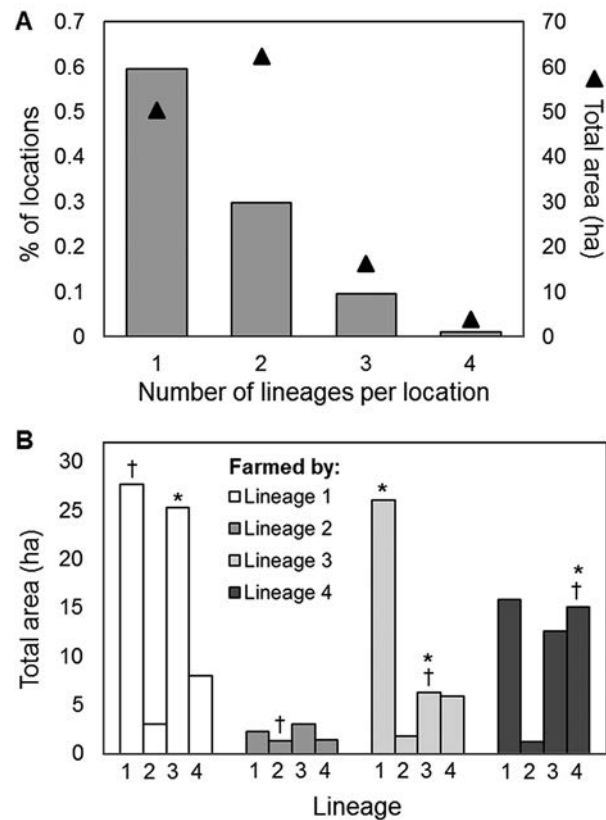 A
0.7
0.6
0.5
0.4
0.3
0.2
0.1
0
% of locations
70
60
50
40
30
20
10
0
▲ Total area (ha)
1 2 3 4
Number of lineages per location
B
30
25
20
15
10
5
0
Total area (ha)
Farmed by:
Lineage 1
Lineage 2
Lineage 3
Lineage 4
† * † * * † * †
1 2 3 4 1 2 3 4 1 2 3 4 1 2 3 4
Lineage